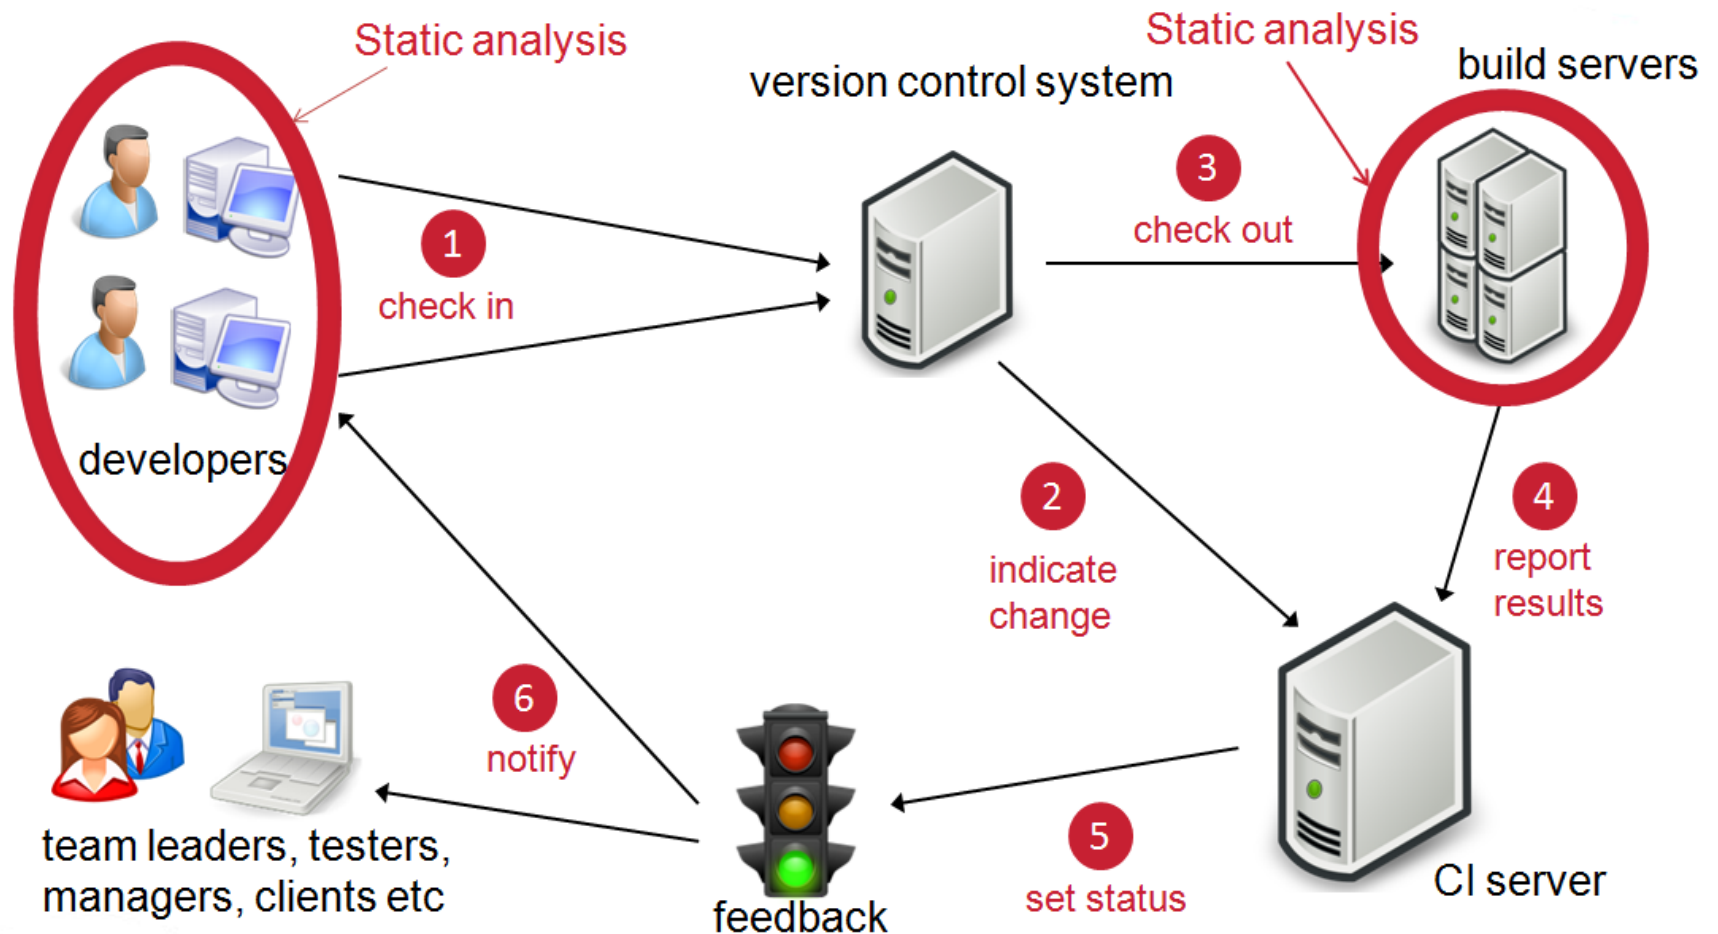 Static analysis
Static analysis
build servers
version control system
3
check out
1
check in
developers
2
indicate
change
4
report
results
6
notify
5
set status
team leaders, testers,
managers, clients etc
feedback
CI server